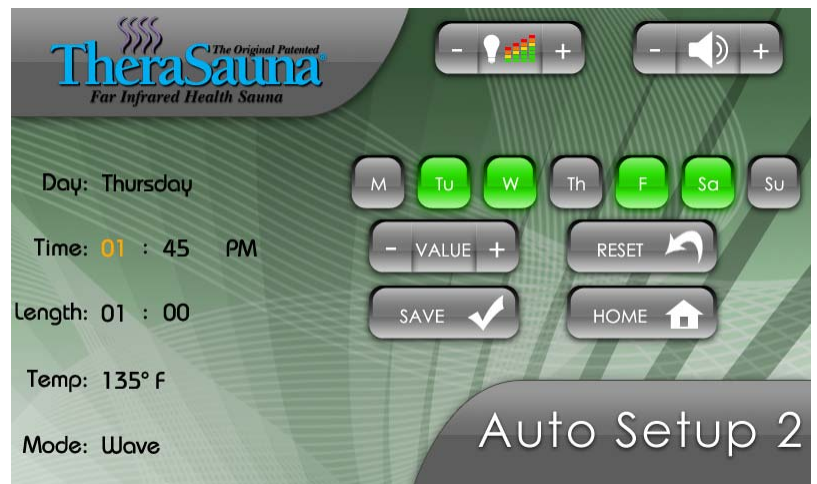 The Original Patented
TheraSauna
Far Infrared Health Sauna
- +
- +
Day: Thursday
M Tu W Th F Sa Su
Time: 01 : 45 PM
- VALUE +
RESET
Length: 01 : 00
SAVE
HOME
Temp: 135° F
Mode: Wave
Auto Setup 2